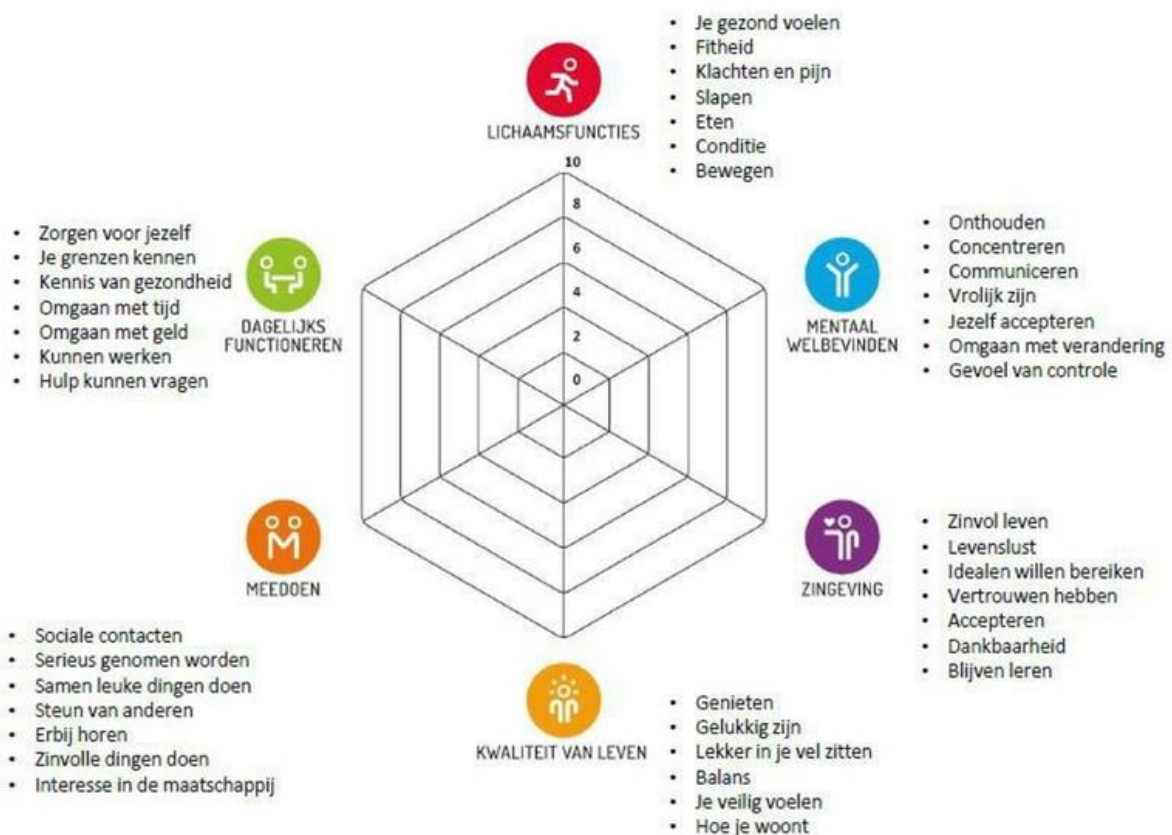 • Je gezond voelen
• Fitheid
• Klachten en pijn
• Slapen
• Eten
• Conditie
• Bewegen
LICHAAMSFUNCTIES
10
8
6
4
2
0
• Onthouden
• Concentreren
• Communiceren
• Vrolijk zijn
• Jezelf accepteren
• Omgaan met verandering
• Gevoel van controle
MENTAAL
WELBEVINDEN
• Zinvol leven
• Levenslust
• Idealen willen bereiken
• Vertrouwen hebben
• Accepteren
• Dankbaarheid
• Blijven leren
ZINGEVING
• Genieten
• Gelukkig zijn
• Lekker in je vel zitten
• Balans
• Je veilig voelen
• Hoe je woont
KWALITEIT VAN LEVEN
MEEDOEN
• Sociale contacten
• Serieus genomen worden
• Samen leuke dingen doen
• Steun van anderen
• Erbij horen
• Zinvolle dingen doen
• Interesse in de maatschappij
• Zorgen voor jezelf
• Je grenzen kennen
• Kennis van gezondheid
• Omgaan met tijd
• Omgaan met geld
• Kunnen werken
• Hulp kunnen vragen
DAGELIJKS
FUNCTIONEREN